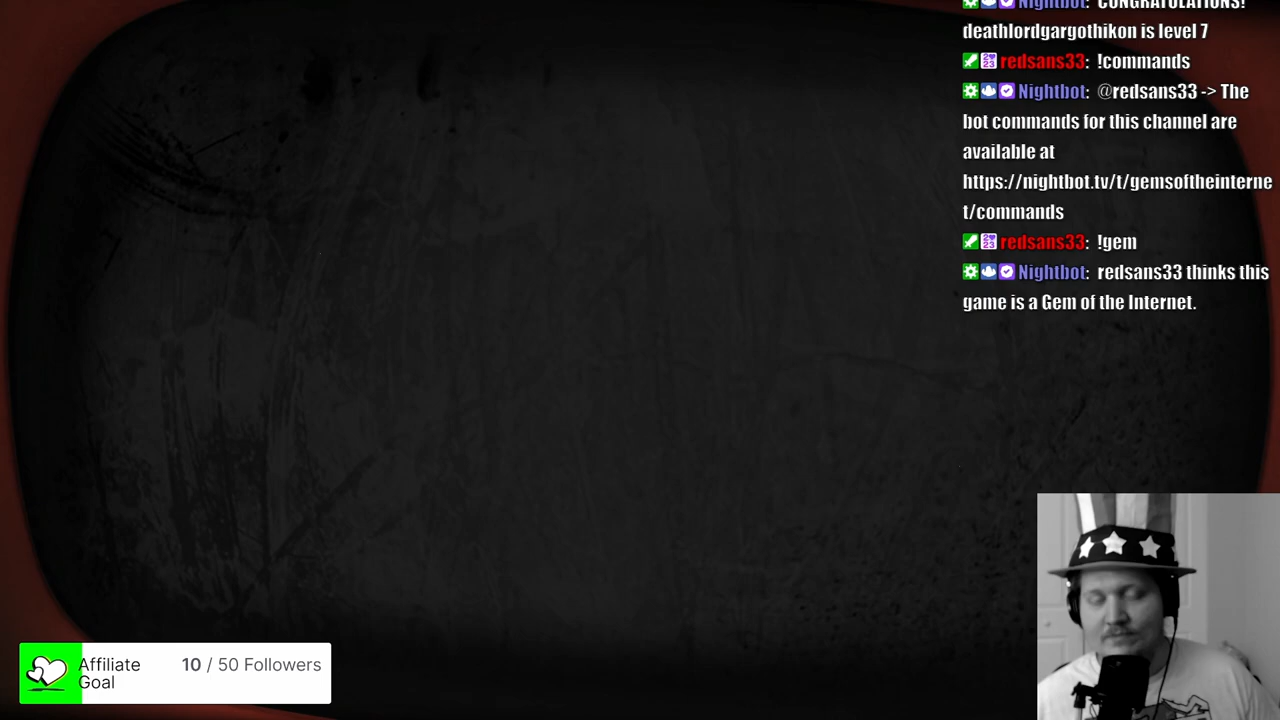 Nightbot: CONGRATULATIONS!
deathlordgargothikon is level 7
redsans33: !commands
Nightbot: @redsans33 -> The
bot commands for this channel are
available at
https://nightbot.tv/t/gemsoftheinterne
t/commands
redsans33: !gem
Nightbot: redsans33 thinks this
game is a Gem of the Internet.
Affiliate
Goal
10 / 50 Followers